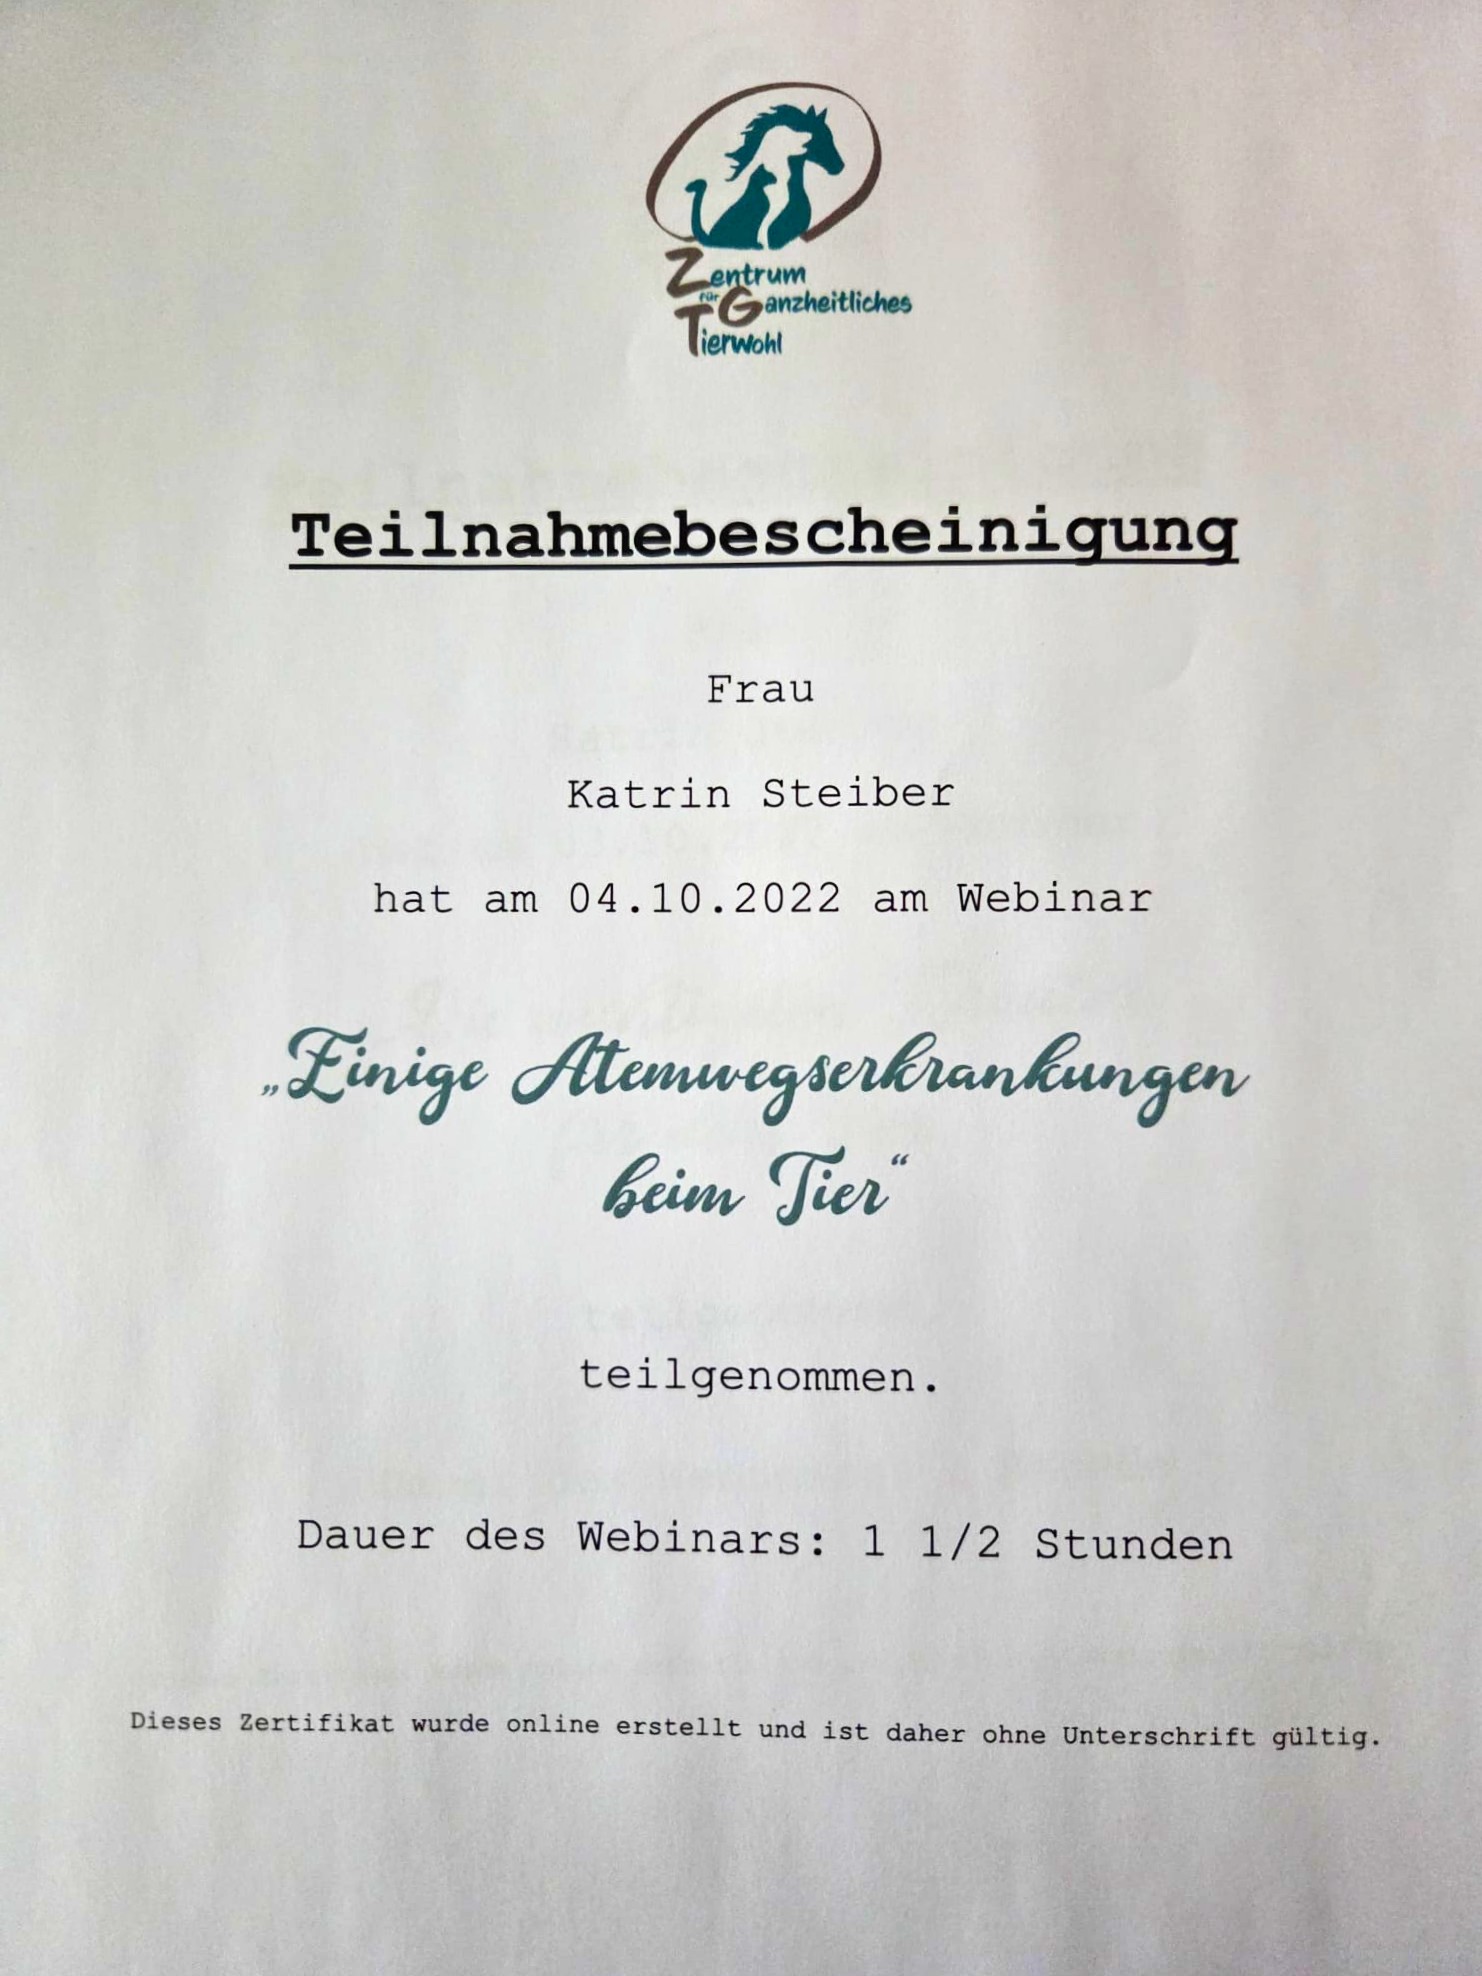 Zentrum
für Ganzheitliches
Tierwohl
Teilnahmebescheinigung
Frau
Katrin Steiber
hat am 04.10.2022 am Webinar
„Einige Atemwegserkrankungen
beim Tier“
teilgenommen.
Dauer des Webinars: 1 1/2 Stunden
Dieses Zertifikat wurde online erstellt und ist daher ohne Unterschrift gültig.